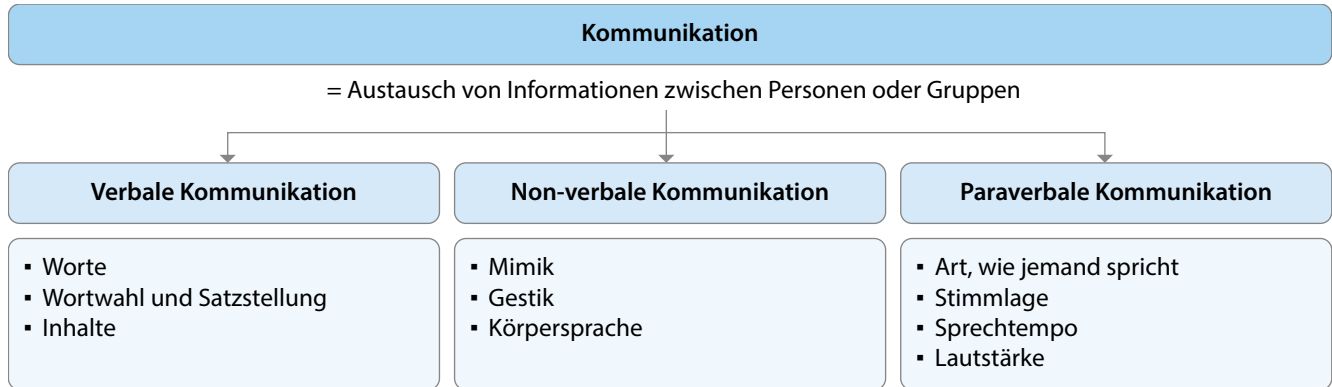 Kommunikation
= Austausch von Informationen zwischen Personen oder Gruppen
Verbale Kommunikation
▪ Worte
▪ Wortwahl und Satzstellung
▪ Inhalte
Non-verbale Kommunikation
▪ Mimik
▪ Gestik
▪ Körpersprache
Paraverbale Kommunikation
▪ Art, wie jemand spricht
▪ Stimmlage
▪ Sprechtempo
▪ Lautstärke